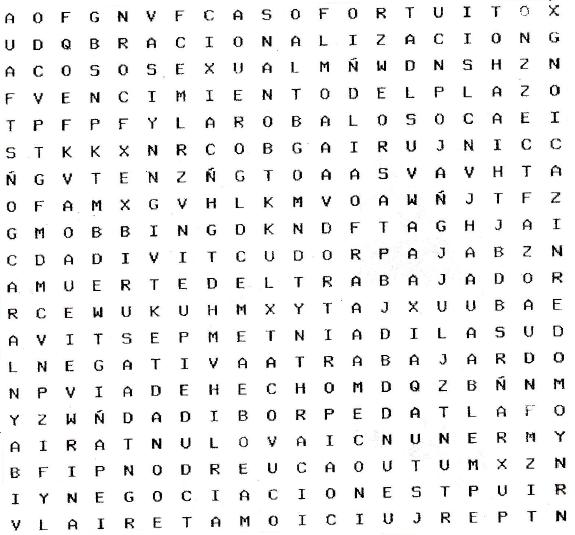 A O F G N V F C A S O F O R T U I T O X
U D Q B R A C I O N A L I Z A C I O N G
A C O S O S E X U A L M Ñ W D N S H Z N
F V E N C I M I E N T O D E L P L A Z O
T P F P F Y L A R O B A L O S O C A E I
S T K K X N R C O B G A I R U J N I C C
Ñ G V T E N Z Ñ G T O A A S V A V H T A
O F A M X G V H L K M V O A W Ñ J T F Z
G M O B B I N G D K N D F T A G H J A I
C D A D I V I T C U D O R P A J A B Z N
A M U E R T E D E L T R A B A J A D O R
R C E W U K U H M X Y T A J X U U B A E
A V I T S E P M E T N I A D I L A S U D
L N E G A T I V A A T R A B A J A R D O
N P V I A D E H E C H O M D Q Z B Ñ N M
Y Z W Ñ D A D I B O R P E D A T L A F O
A I R A T N U L O V A I C N U N E R M Y
B F I P N O D R E U C A O U T U M X Z N
I Y N E G O C I A C I O N E S T P U I R
V L A I R E T A M O I C I U J R E P T N